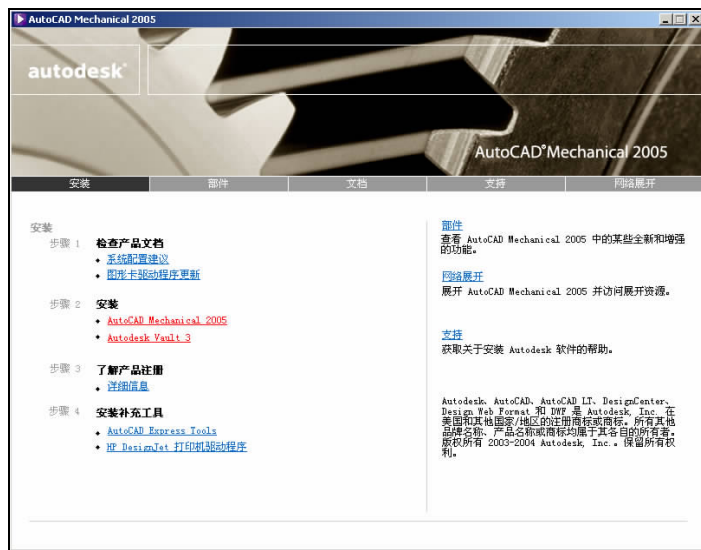 AutoCAD Mechanical 2005
autodesk®
AutoCAD®Mechanical 2005
安装 部件 文档 支持 网络展开
安装
步骤 1 检查产品文档
系统配置建议
图形卡驱动程序更新
步骤 2 安装
AutoCAD Mechanical 2005
Autodesk Vault 3
步骤 3 了解产品注册
详细信息
步骤 4 安装补充工具
AutoCAD Express Tools
HP DesignJet 打印机驱动程序
部件
查看 AutoCAD Mechanical 2005 中的某些全新和增强
的功能。
网络展开
展开 AutoCAD Mechanical 2005 并访问展开资源。
支持
获取关于安装 Autodesk 软件的帮助。
Autodesk、AutoCAD、AutoCAD LT、DesignCenter、
Design Web Format 和 DWF 是 Autodesk, Inc. 在
美国和其他国家/地区的注册商标或商标。所有其他
品牌名称、产品名称或商标均属于其各自的所有者。
版权所有 2003-2004 Autodesk, Inc.。保留所有权
利。